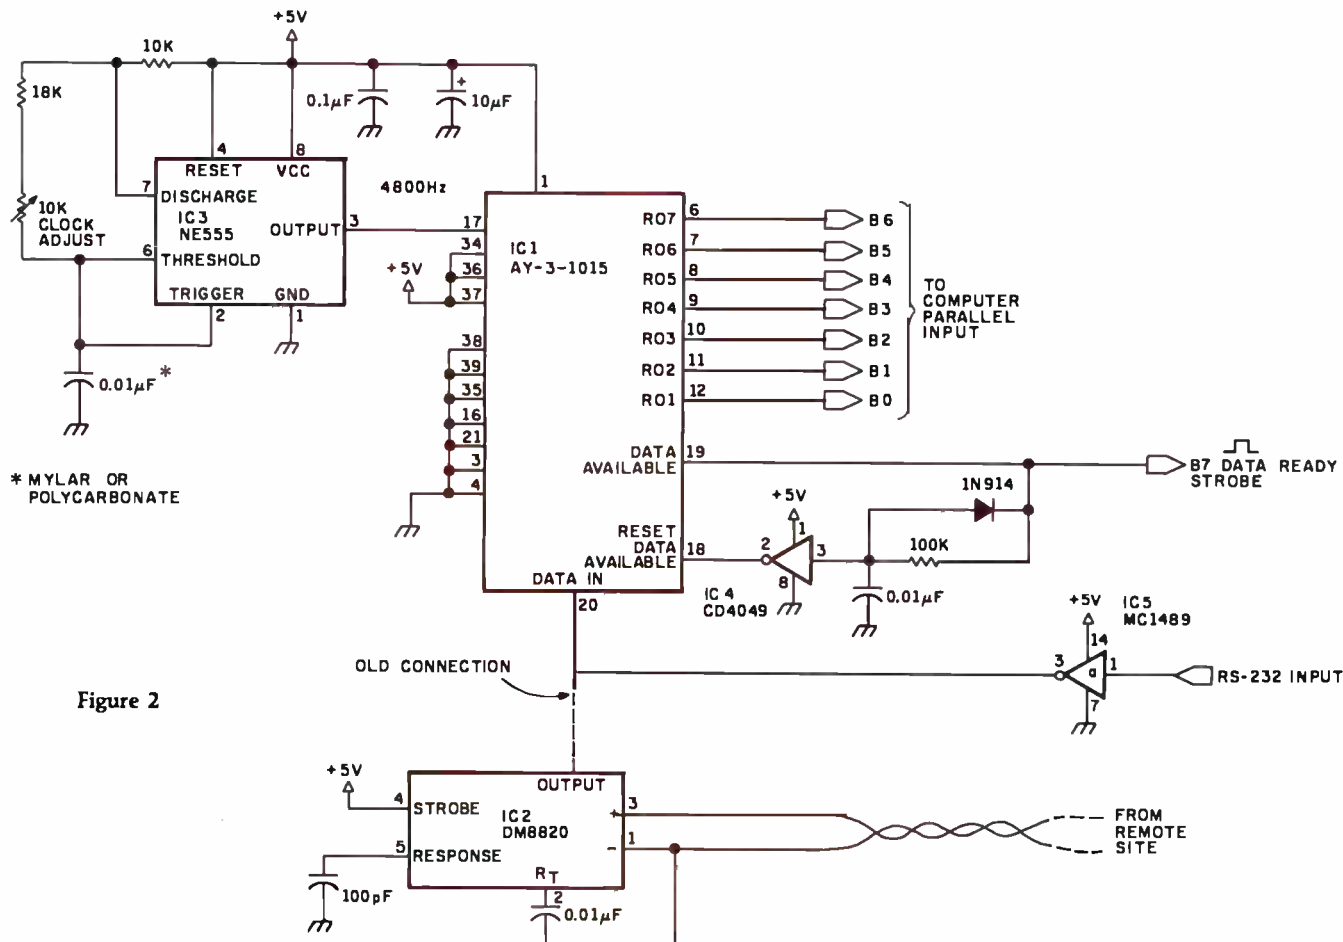 +5V
10K
18K
0.1µF
+
10µF
4
8
RESET
VCC
7
DISCHARGE
IC3
NE555
OUTPUT
3
10K
CLOCK
ADJUST
6
THRESHOLD
TRIGGER
GND
2
1
0.01µF *
* MYLAR OR
POLYCARBONATE
4800Hz
1
17
34
36
37
+5V
38
39
35
16
21
3
4
IC1
AY-3-1015
RO7
6
B6
RO6
7
B5
RO5
8
B4
RO4
9
B3
RO3
10
B2
RO2
11
B1
RO1
12
B0
TO
COMPUTER
PARALLEL
INPUT
DATA
AVAILABLE
19
B7 DATA READY
STROBE
1N914
100K
+5V
1
2
3
8
RESET
DATA
AVAILABLE
18
IC4
CD4049
0.01µF
DATA IN
20
+5V
IC5
MC1489
14
3
a
1
7
RS-232 INPUT
OLD CONNECTION
Figure 2
+5V
OUTPUT
4
STROBE
IC2
DM8820
+
3
-
1
5
RESPONSE
RT
2
100pF
0.01µF
FROM
REMOTE
SITE